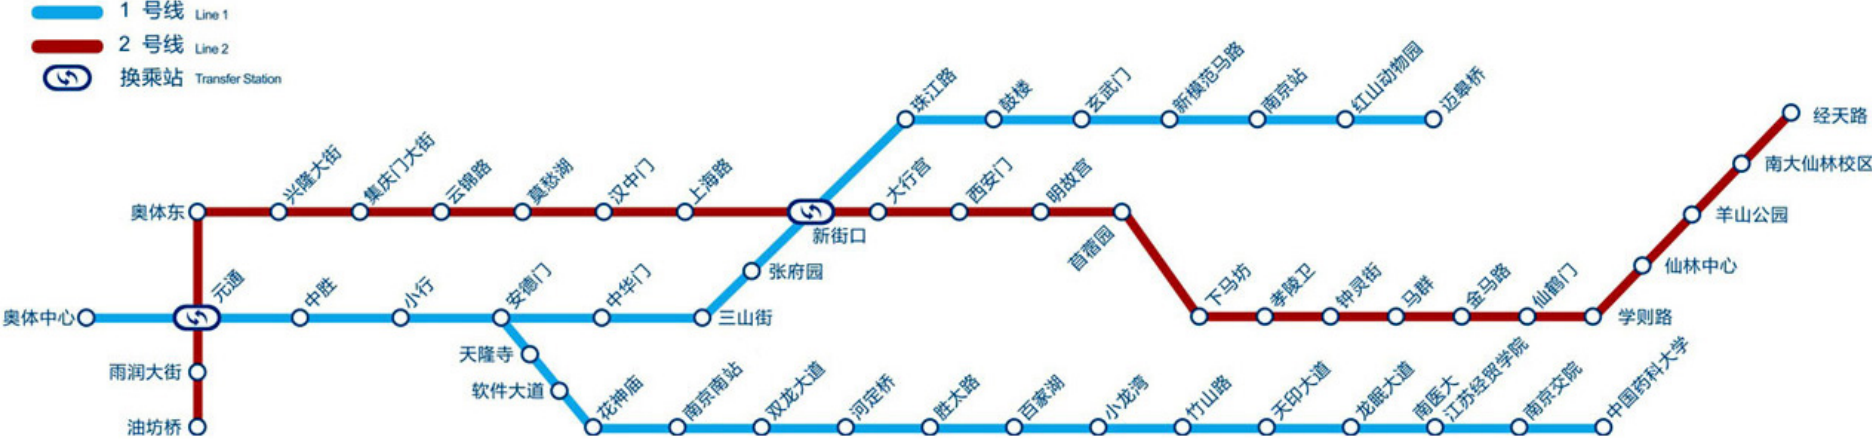 1 号线 Line 1
2 号线 Line 2
换乘站 Transfer Station
珠江路
鼓楼
玄武门
新模范马路
南京站
红山动物园
迈皋桥
经天路
南大仙林校区
羊山公园
仙林中心
学则路
奥体东
兴隆大街
集庆门大街
云锦路
莫愁湖
汉中门
上海路
新街口
大行宫
西安门
明故宫
苜蓿园
下马坊
孝陵卫
钟灵街
马群
金马路
仙鹤门
张府园
奥体中心
元通
中胜
小行
安德门
中华门
三山街
雨润大街
油坊桥
天隆寺
软件大道
花神庙
南京南站
双龙大道
河定桥
胜太路
百家湖
小龙湾
竹山路
天印大道
龙眠大道
南医大
江苏经贸学院
南京交院
中国药科大学